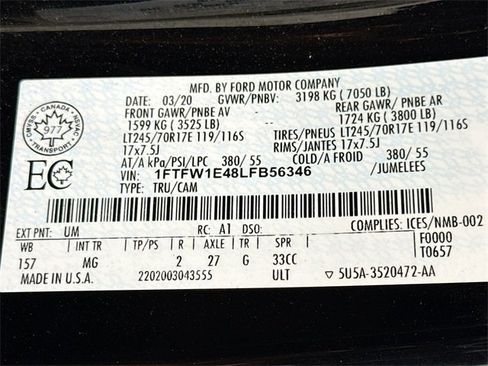 MFD. BY FORD MOTOR COMPANY
DATE: 03/20 GVWR/PNBV: 3198 KG ( 7050 LB)
FRONT GAWR/PNBE AV REAR GAWR/PNBE AR
1599 KG ( 3525 LB) 1724 KG ( 3800 LB)
LT245/70R17E 119/116S TIRES/PNEUS LT245/70R17E 119/116S
17x7.5J RIMS/JANTES 17x7.5J
AT/A kPa/PSI/LPC 380/ 55 COLD/A FROID 380/ 55
VIN: 1FTFW1E48LFB56346 /JUMELEES
TYPE: TRU/CAM
CANADA
977
TRANSPORT
EC
COMPLIES: ICES/NMB-002
EXT PNT: UM RC: A1 DSO: F0000
WB INT TR TP/PS R AXLE TR SPR T0657
157 MG 2 27 G 33CC
MADE IN U.S.A. 2202003043555 ULT ▽ 5U5A-3520472-AA